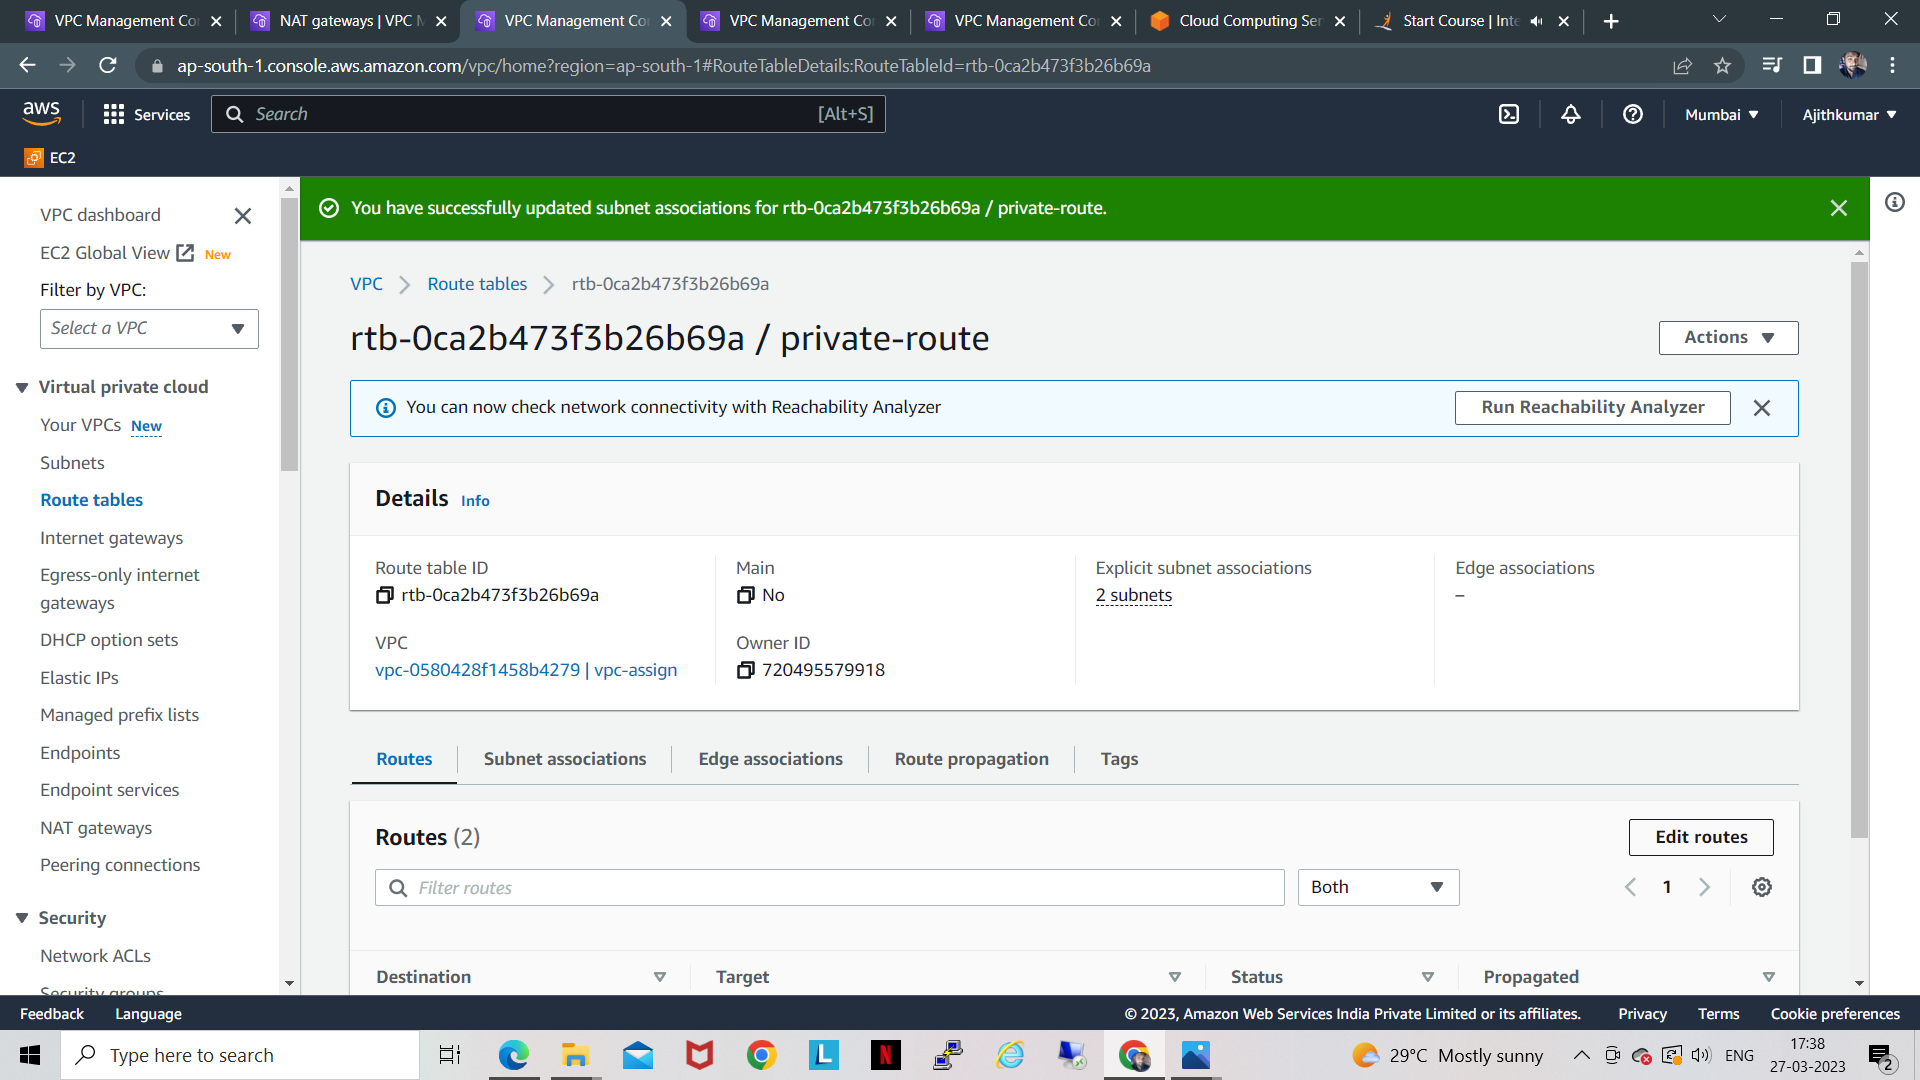 VPC Management Co
NAT gateways | VPC M
VPC Management Co
VPC Management Co
VPC Management Co
Cloud Computing Ser
Start Course | Inte
ap-south-1.console.aws.amazon.com/vpc/home?region=ap-south-1#RouteTableDetails:RouteTableId=rtb-0ca2b473f3b26b69a
aws
Services
Search
[Alt+S]
Mumbai
Ajithkumar
EC2
VPC dashboard
EC2 Global View
New
Filter by VPC:
Select a VPC
Virtual private cloud
Your VPCs New
Subnets
Route tables
Internet gateways
Egress-only internet
gateways
DHCP option sets
Elastic IPs
Managed prefix lists
Endpoints
Endpoint services
NAT gateways
Peering connections
Security
Network ACLs
Security groups
You have successfully updated subnet associations for rtb-0ca2b473f3b26b69a / private-route.
VPC
Route tables
rtb-0ca2b473f3b26b69a
rtb-0ca2b473f3b26b69a / private-route
Actions
You can now check network connectivity with Reachability Analyzer
Run Reachability Analyzer
Details Info
Route table ID
rtb-0ca2b473f3b26b69a
Main
No
Explicit subnet associations
2 subnets
Edge associations
–
VPC
vpc-0580428f1458b4279 | vpc-assign
Owner ID
720495579918
Routes
Subnet associations
Edge associations
Route propagation
Tags
Routes (2)
Edit routes
Filter routes
Both
1
Destination
Target
Status
Propagated
Feedback
Language
© 2023, Amazon Web Services India Private Limited or its affiliates.
Privacy
Terms
Cookie preferences
Type here to search
L
N
29°C Mostly sunny
ENG
17:38
27-03-2023
2